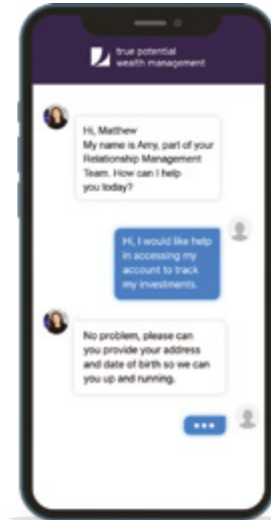 true potential
wealth management
Hi, Matthew
My name is Amy, part of your
Relationship Management
Team. How can I help
you today?
Hi, I would like help
in accessing my
account to track
my investments.
No problem, please can
you provide your address
and date of birth so we can
you up and running.